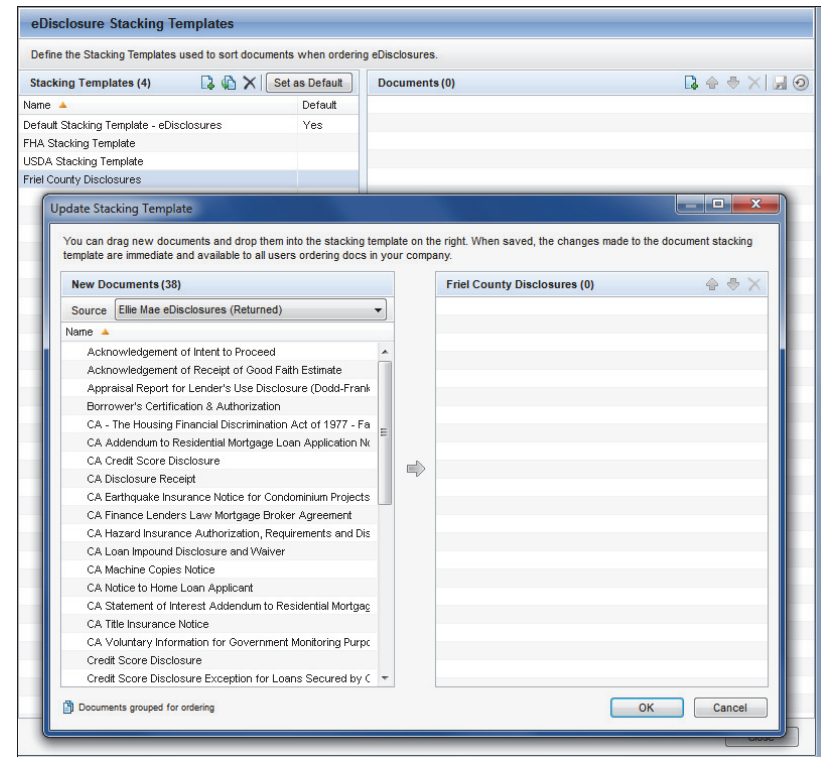 eDisclosure Stacking Templates
Define the Stacking Templates used to sort documents when ordering eDisclosures.
Stacking Templates (4) Set as Default Documents (0)
Name Default
Default Stacking Template - eDisclosures Yes
FHA Stacking Template
USDA Stacking Template
Friel County Disclosures
Update Stacking Template
You can drag new documents and drop them into the stacking template on the right. When saved, the changes made to the document stacking
template are immediate and available to all users ordering docs in your company.
New Documents (38) Friel County Disclosures (0)
Source Ellie Mae eDisclosures (Returned)
Name
Acknowledgement of Intent to Proceed
Acknowledgement of Receipt of Good Faith Estimate
Appraisal Report for Lender's Use Disclosure (Dodd-Frank
Borrower's Certification & Authorization
CA - The Housing Financial Discrimination Act of 1977 - Fa
CA Addendum to Residential Mortgage Loan Application No
CA Credit Score Disclosure
CA Disclosure Receipt
CA Earthquake Insurance Notice for Condominium Projects
CA Finance Lenders Law Mortgage Broker Agreement
CA Hazard Insurance Authorization, Requirements and Dis
CA Loan Impound Disclosure and Waiver
CA Machine Copies Notice
CA Notice to Home Loan Applicant
CA Statement of Interest Addendum to Residential Mortgag
CA Title Insurance Notice
CA Voluntary Information for Government Monitoring Purpo
Credit Score Disclosure
Credit Score Disclosure Exception for Loans Secured by
Documents grouped for ordering OK Cancel
Close